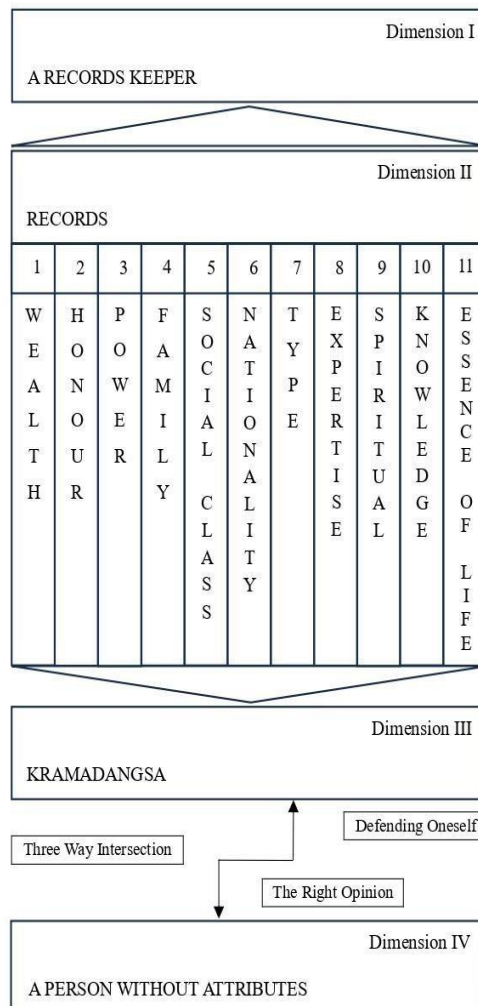 Dimension I
A RECORDS KEEPER
Dimension II
RECORDS
1 2 3 4 5 6 7 8 9 10 11
WEALTH
HONOUR
POWER
FAMILY
SOCIAL CLASS
NATIONALITY
TYPE
EXPERTISE
SPIRITUAL
KNOWLEDGE
ESSENCE OF LIFE
Dimension III
KRAMADANGSA
Defending Oneself
Three Way Intersection
The Right Opinion
Dimension IV
A PERSON WITHOUT ATTRIBUTES